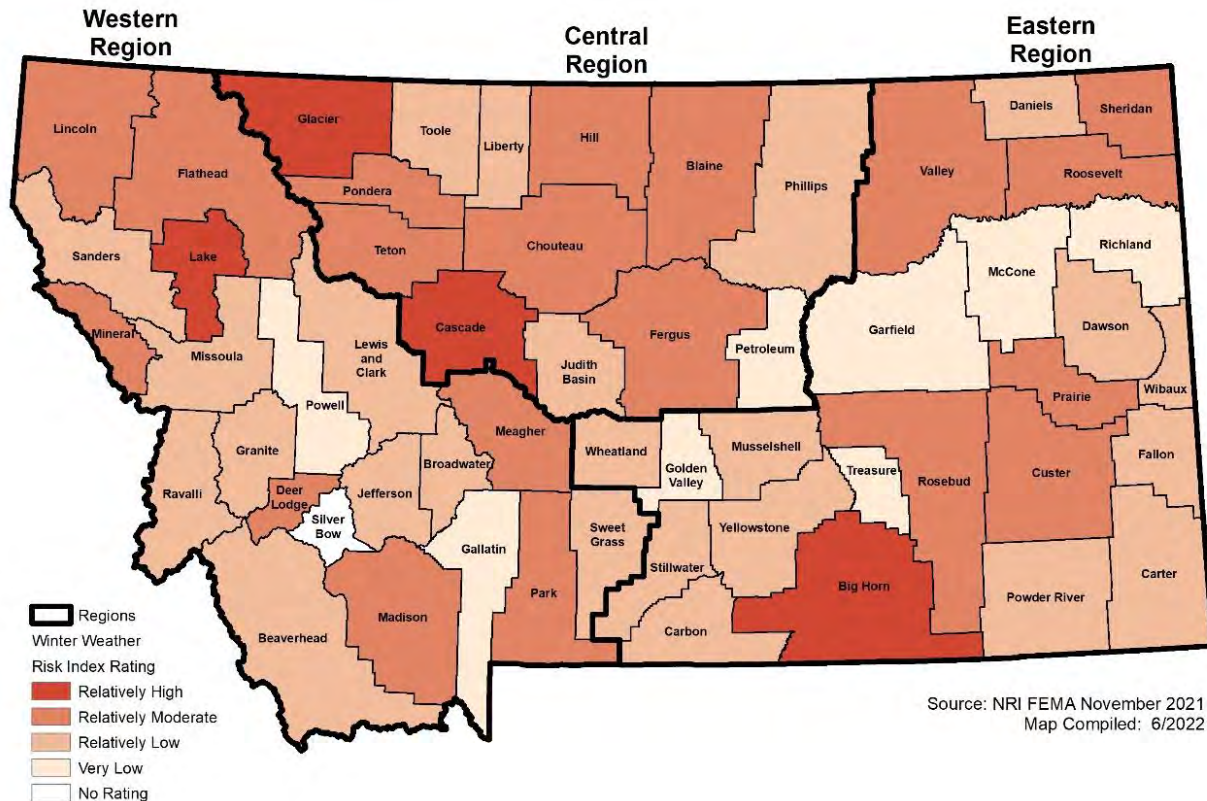 Western
Region
Central
Region
Eastern
Region
Lincoln
Flathead
Glacier
Toole
Liberty
Hill
Blaine
Phillips
Daniels
Sheridan
Valley
Roosevelt
Pondera
Teton
Chouteau
Sanders
Lake
Richland
McCone
Garfield
Dawson
Mineral
Missoula
Cascade
Fergus
Petroleum
Lewis
and
Clark
Judith
Basin
Wibaux
Prairie
Powell
Meagher
Wheatland
Musselshell
Golden
Valley
Treasure
Rosebud
Custer
Fallon
Ravalli
Granite
Broadwater
Deer
Lodge
Jefferson
Silver
Bow
Gallatin
Sweet
Grass
Yellowstone
Stillwater
Park
Big Horn
Powder River
Carter
Beaverhead
Madison
Carbon
Regions
Winter Weather
Risk Index Rating
Relatively High
Relatively Moderate
Relatively Low
Very Low
No Rating
Source: NRI FEMA November 2021
Map Compiled: 6/2022